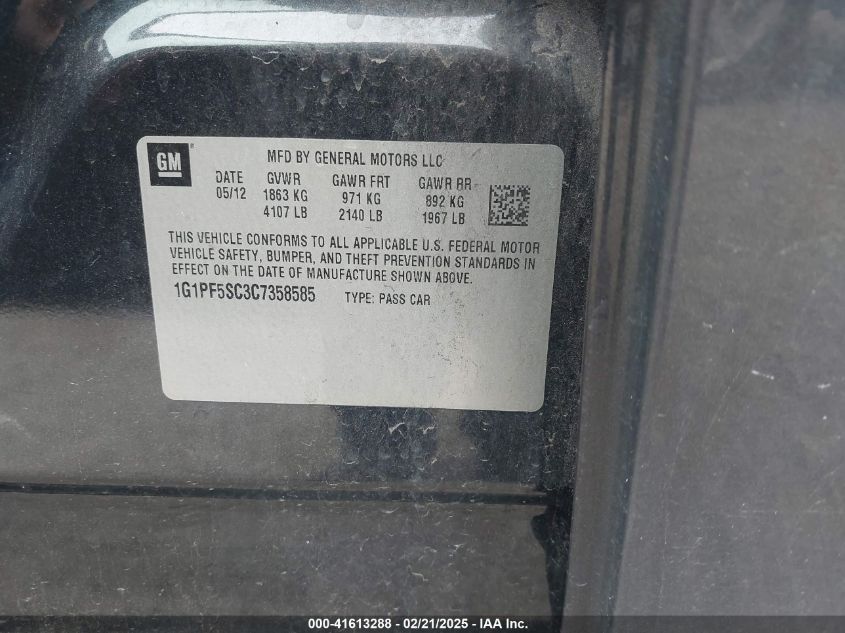 GM
MFD BY GENERAL MOTORS LLC
DATE GVWR GAWR FRT GAWR RR
05/12 1863 KG 971 KG 892 KG
4107 LB 2140 LB 1967 LB
THIS VEHICLE CONFORMS TO ALL APPLICABLE U.S. FEDERAL MOTOR
VEHICLE SAFETY, BUMPER, AND THEFT PREVENTION STANDARDS IN
EFFECT ON THE DATE OF MANUFACTURE SHOWN ABOVE.
1G1PF5SC3C7358585 TYPE: PASS CAR
000-41613288 - 02/21/2025 - IAA Inc.